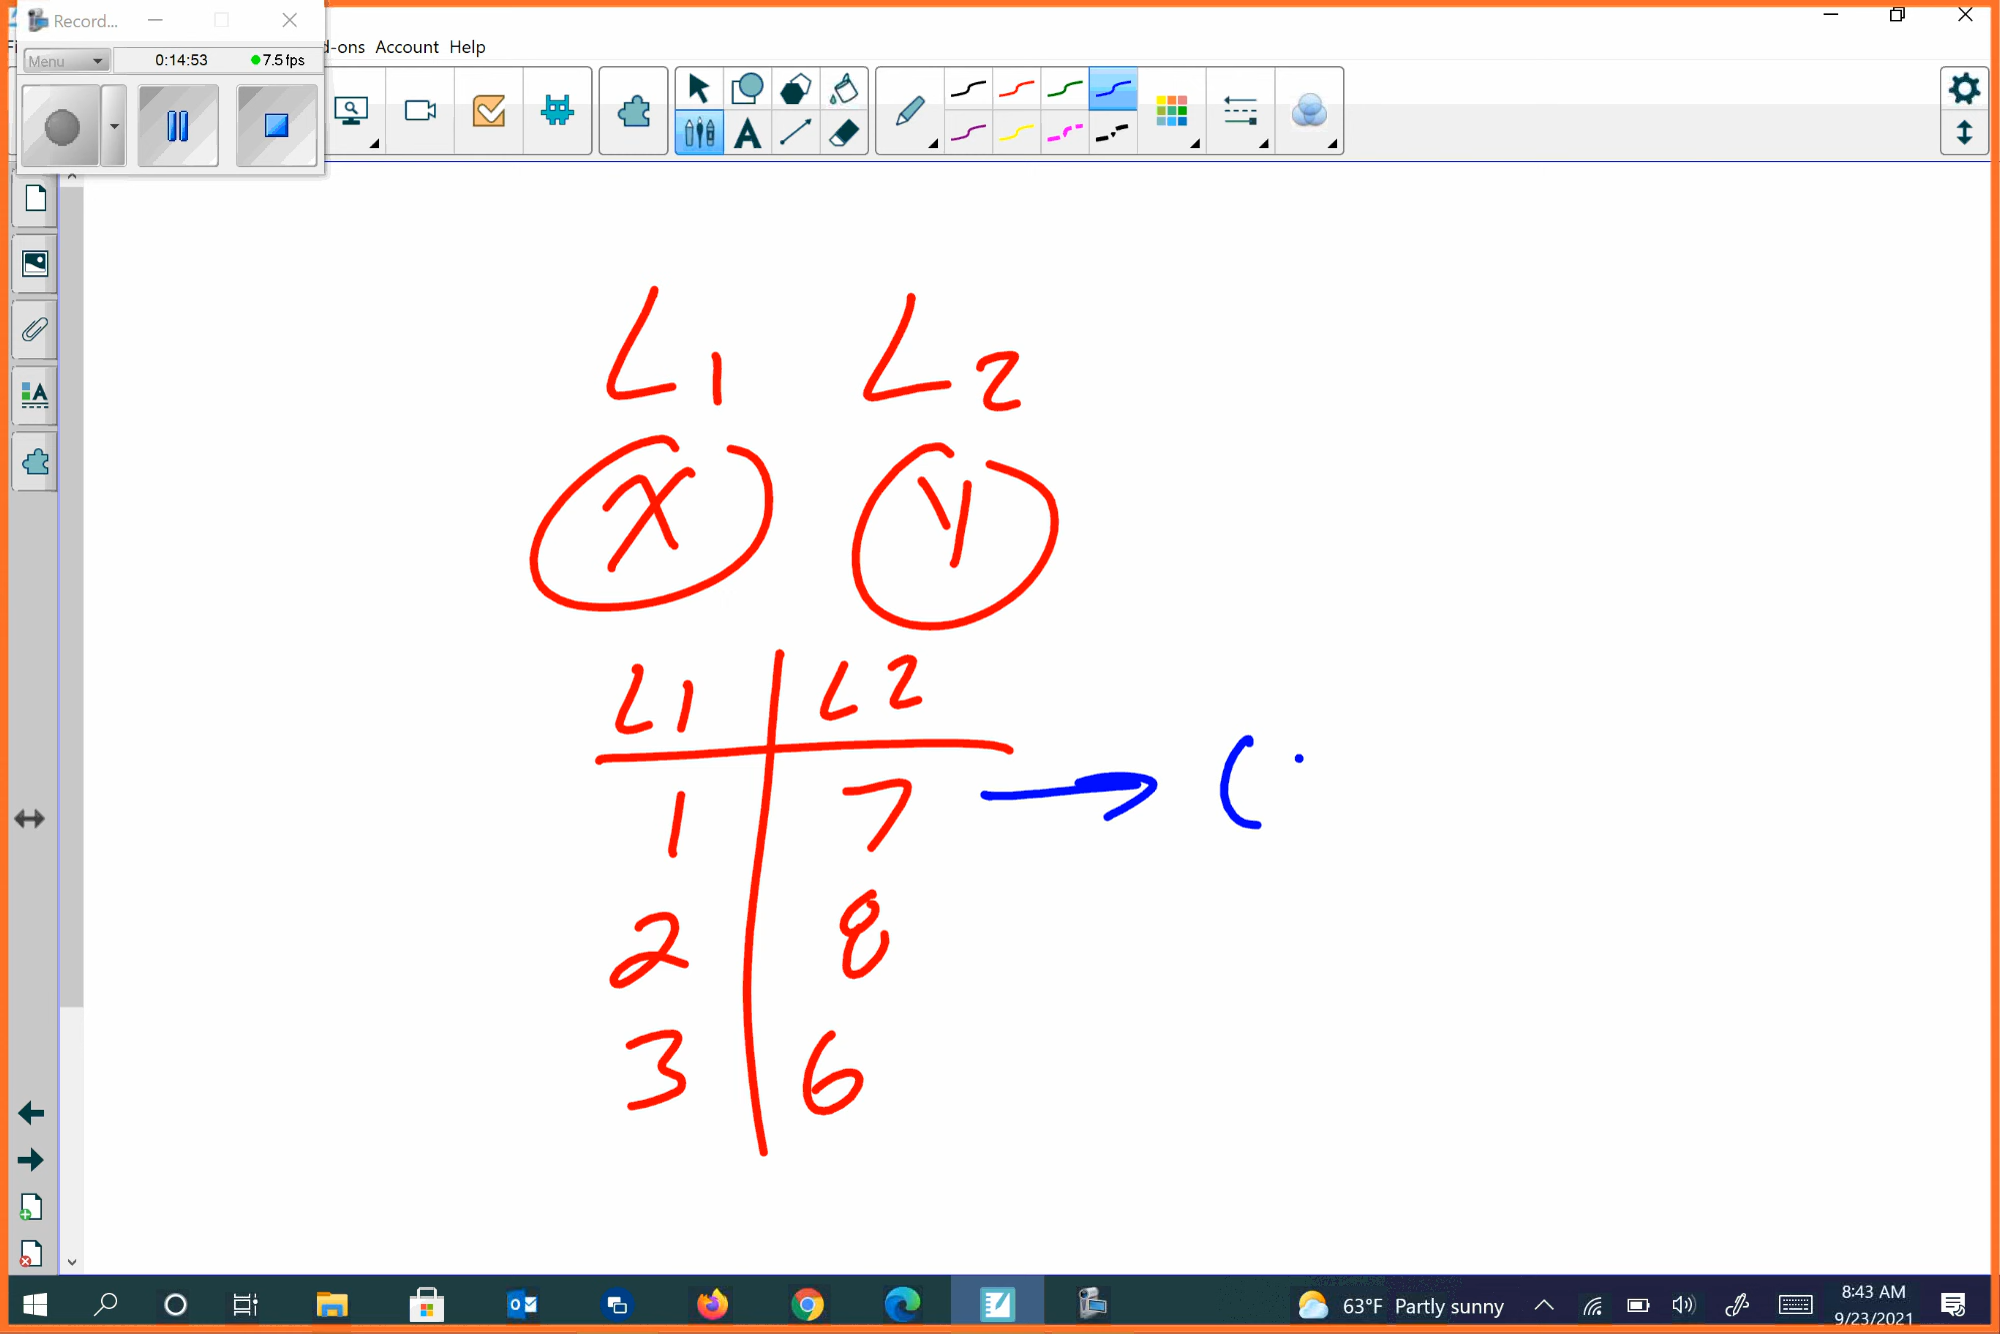 Record...
Menu 0:14:53 7.5 fps
d-ons Account Help
L1 L2
X Y
L1 L2
1 7 → (
2 8
3 6
63°F Partly sunny
8:43 AM
9/23/2021